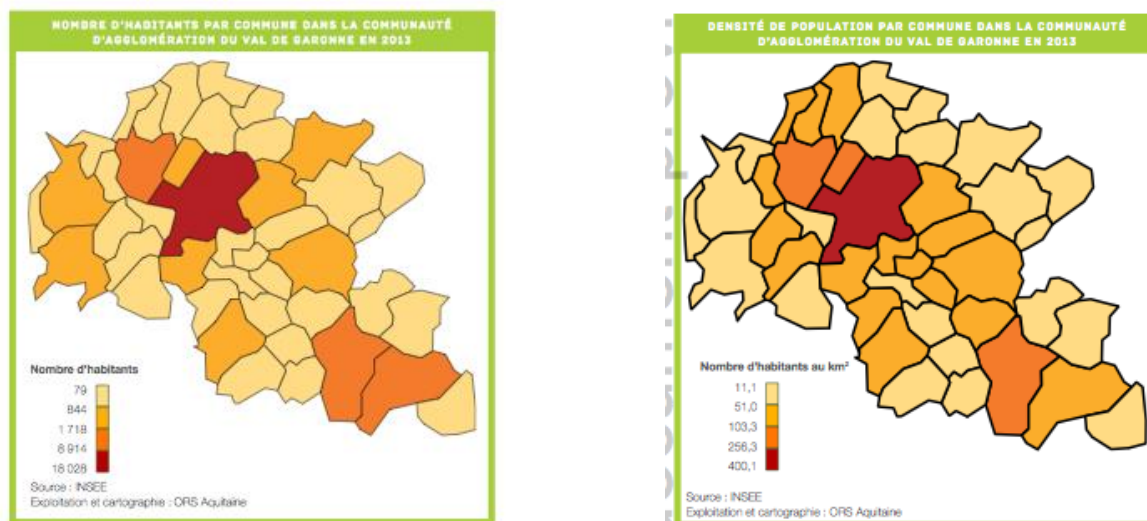 NOMBRE D'HABITANTS PAR COMMUNE DANS LA COMMUNAUTÉ
D'AGGLOMÉRATION DU VAL DE GARONNE EN 2013
Nombre d'habitants
79
844
1 718
8 914
18 028
Source : INSEE
Exploitation et cartographie : ORS Aquitaine
DENSITÉ DE POPULATION PAR COMMUNE DANS LA COMMUNAUTÉ
D'AGGLOMÉRATION DU VAL DE GARONNE EN 2013
Nombre d'habitants au km²
11,1
51,0
103,3
256,3
400,1
Source : INSEE
Exploitation et cartographie : ORS Aquitaine